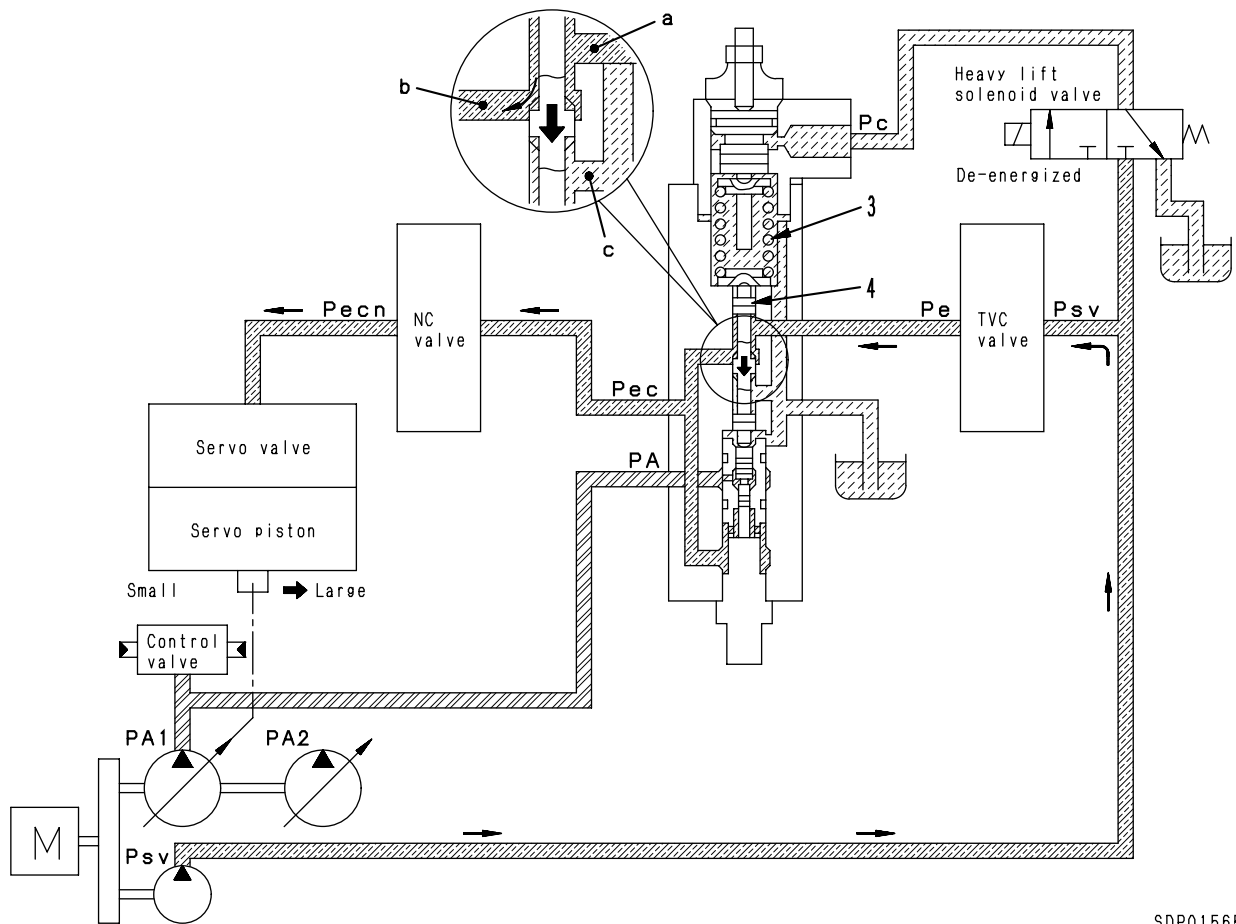 a
b
Heavy lift
solenoid valve
Pc
De-energized
3
c
4
Pecn
NC
valve
Pe
TVC
valve
Psv
Pec
Servo valve
PA
Servo piston
Small
Large
Control
valve
PA1
PA2
M
Psv